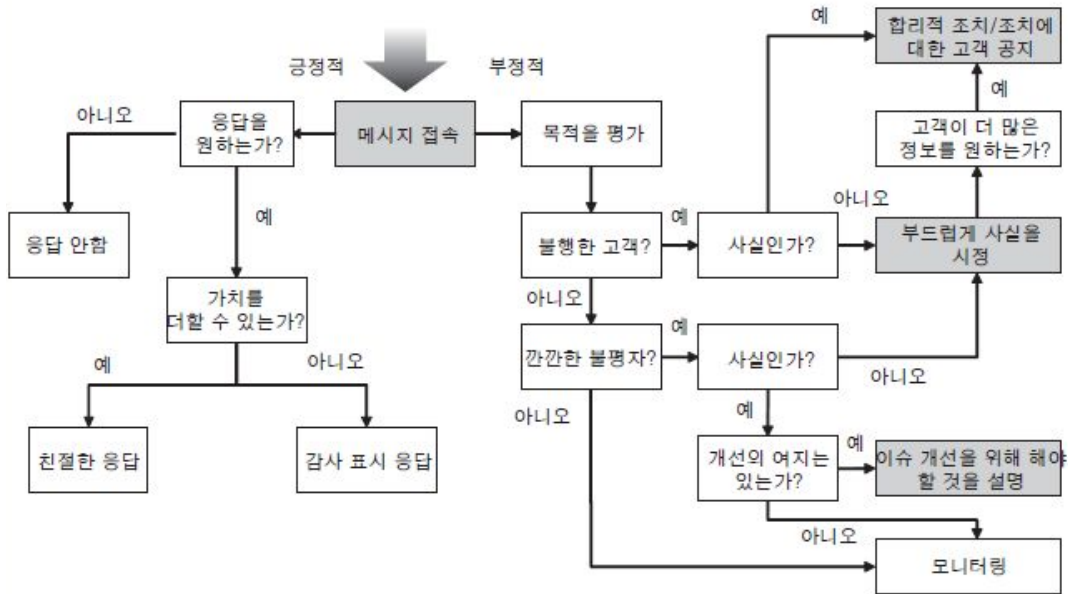 예
합리적 조치/조치에
대한 고객 공지
긍정적
부정적
예
아니오
응답을
원하는가?
메시지 접속
목적을 평가
고객이 더 많은
정보를 원하는가?
예
예
아니오
응답 안함
불행한 고객?
사실인가?
부드럽게 사실을
시정
가치를
더할 수 있는가?
아니오
예
깐깐한 불평자?
사실인가?
예
아니오
아니오
아니오
예
친절한 응답
감사 표시 응답
개선의 여지는
있는가?
예
이슈 개선을 위해 해야
할 것을 설명
아니오
모니터링